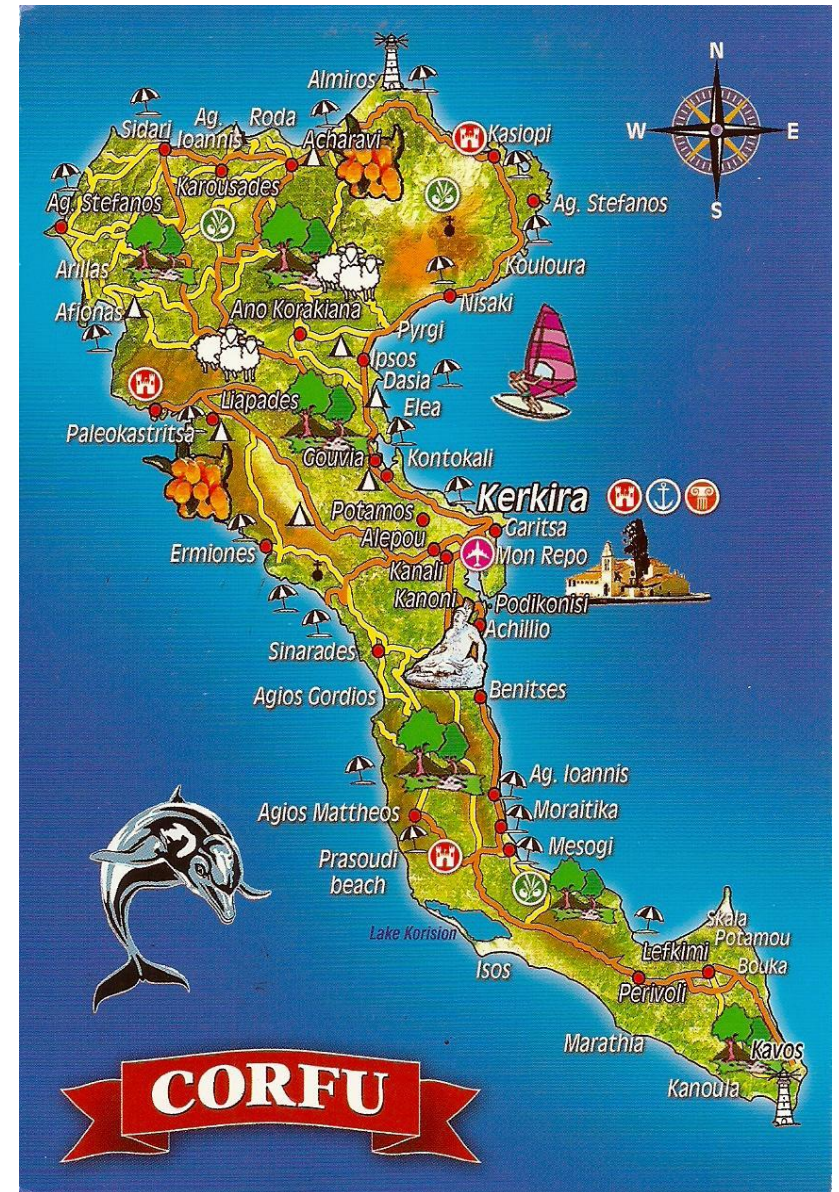 N
W
E
S
Almiros
Sidari
Ag.
Ioannis
Roda
Acharavi
Kasiopi
Karousades
Ag. Stefanos
Ag. Stefanos
Arillas
Kouloura
Afionas
Ano Korakiana
Nisaki
Pyrgi
Ipsos
Dasia
Elea
Liapades
Paleokastritsa
Gouvia
Kontokali
Kerkira
Potamos
Garitsa
Alepou
Ermiones
Mon Repo
Kanali
Kanoni
Podikonisi
Achillio
Sinarades
Agios Gordios
Benitses
Ag. Ioannis
Agios Mattheos
Moraitika
Mesogi
Prasoudi
beach
Lake Korision
Isos
Skala
Potamou
Lefkimi
Bouka
Perivoli
Marathia
Kavos
Kanoula
CORFU